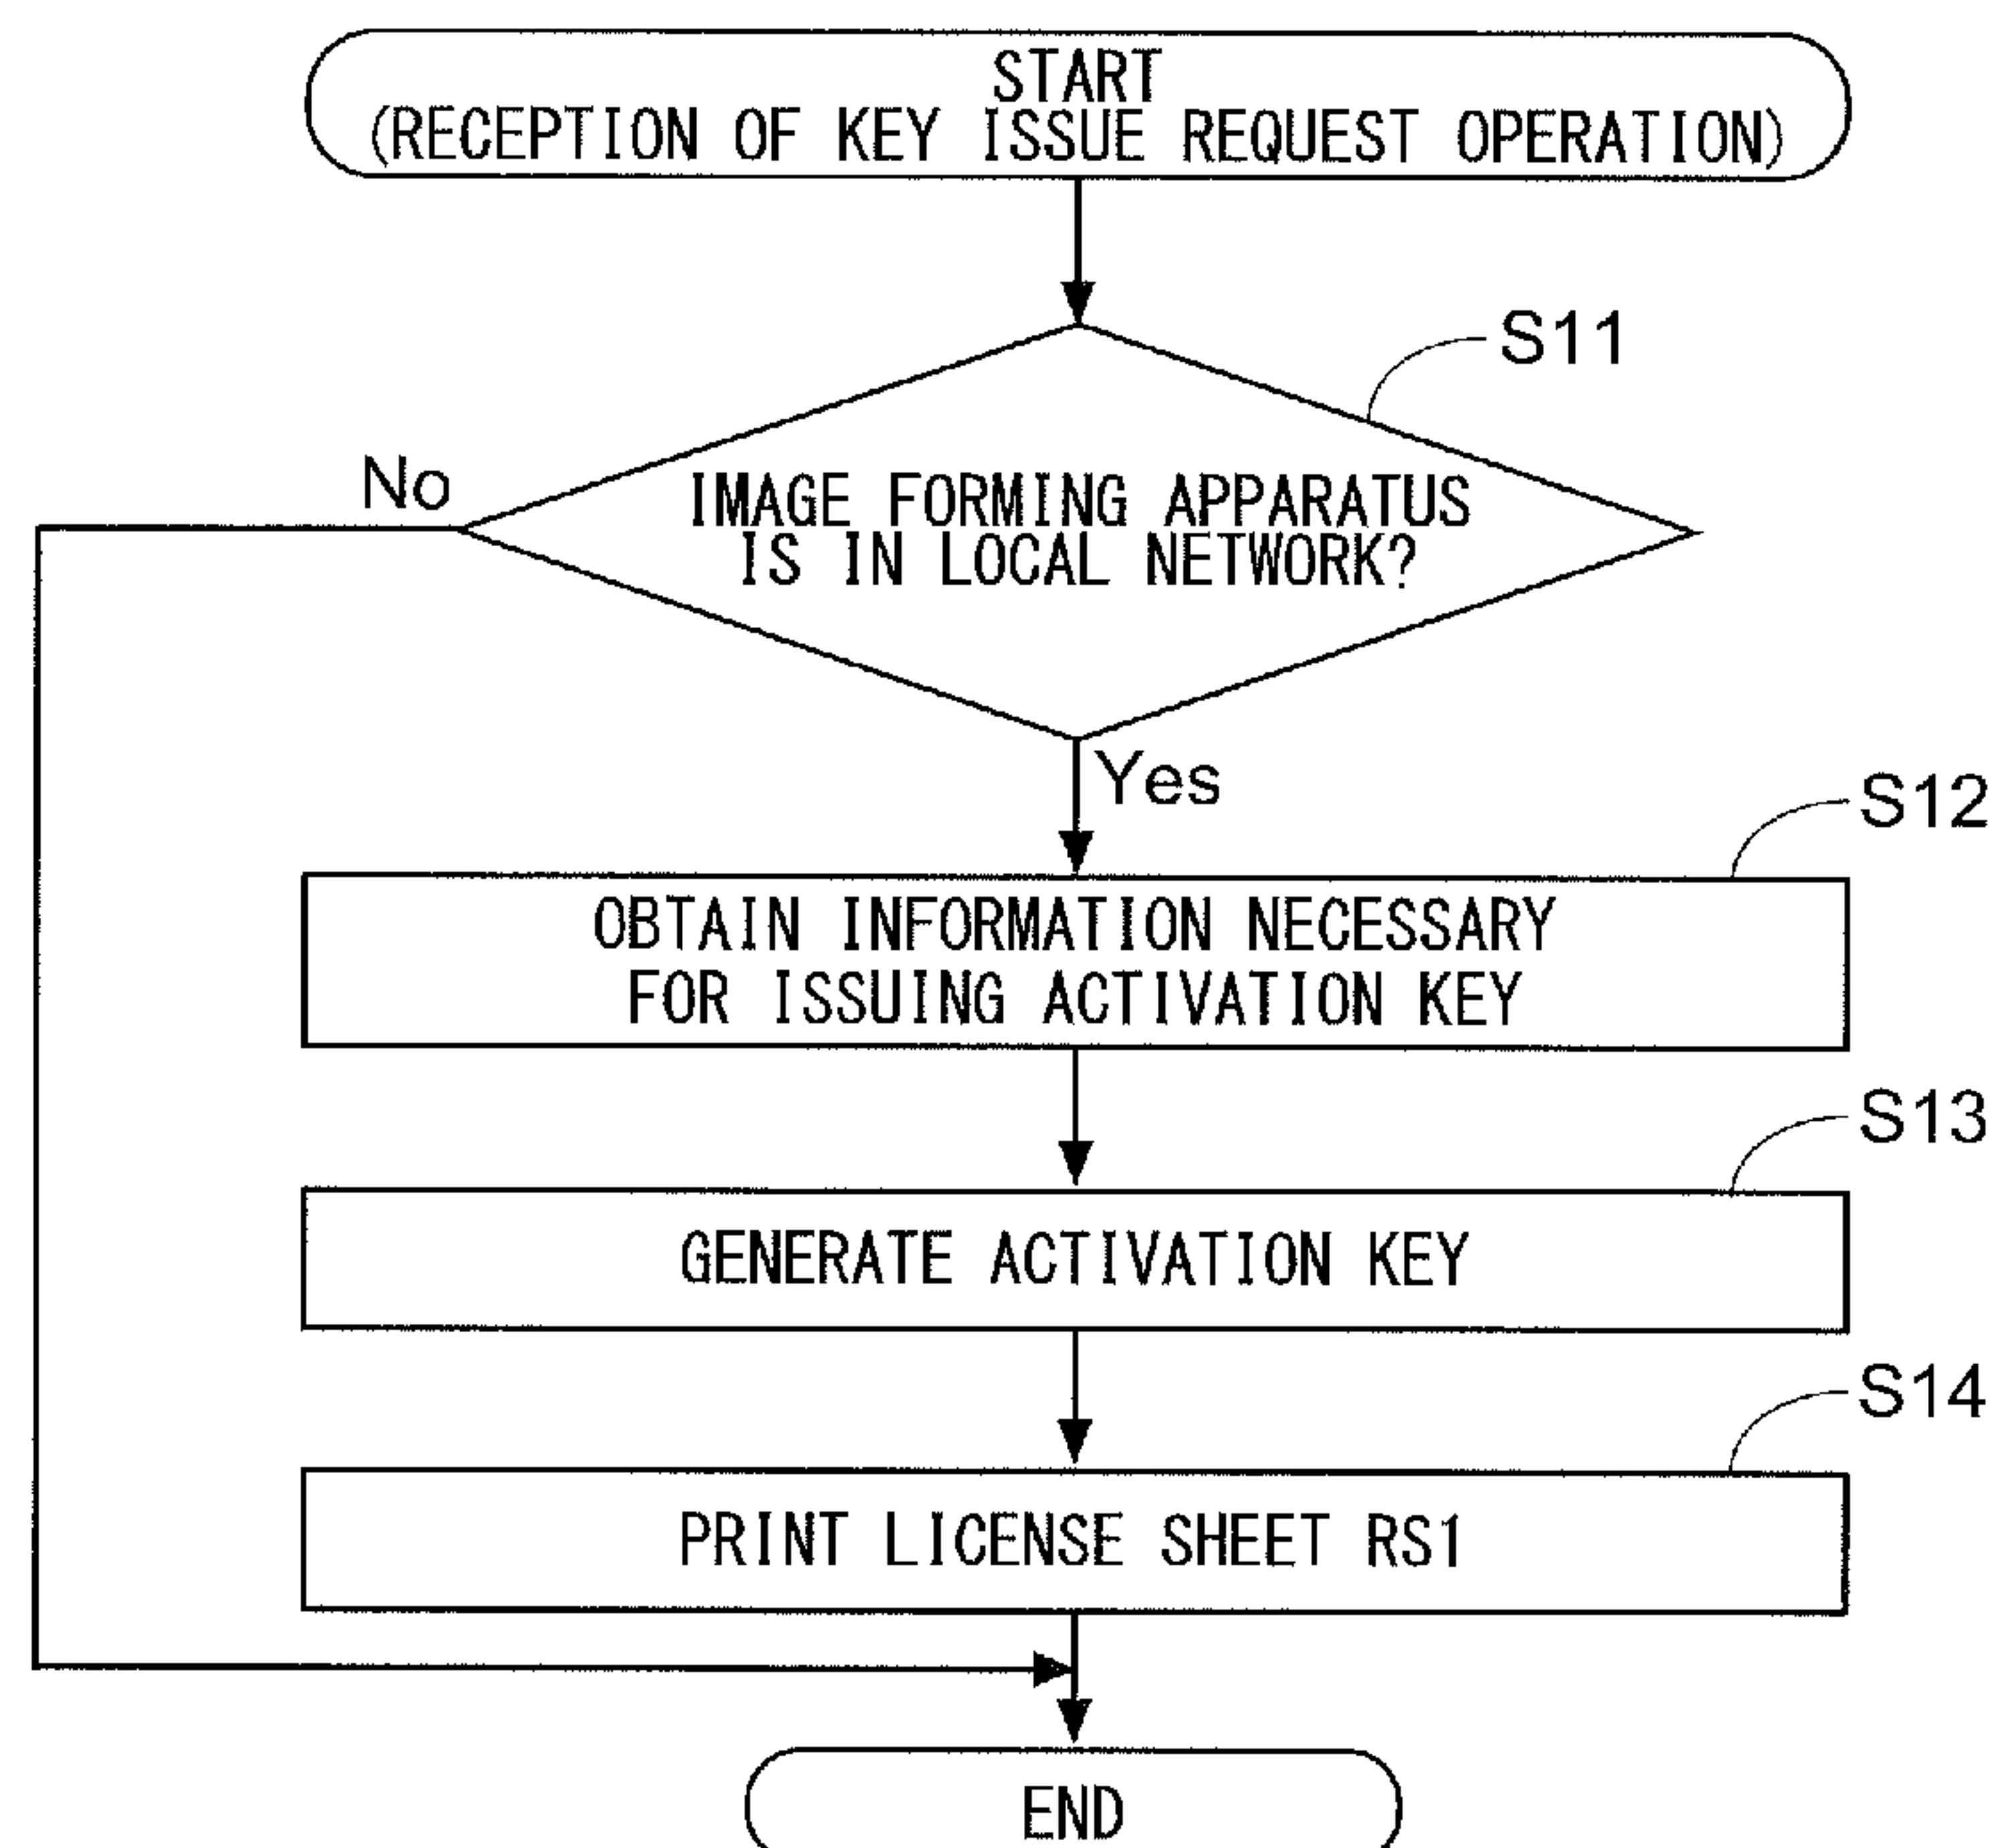 START
(RECEPTION OF KEY ISSUE REQUEST OPERATION)
S11
No
IMAGE FORMING APPARATUS
IS IN LOCAL NETWORK?
Yes
S12
OBTAIN INFORMATION NECESSARY
FOR ISSUING ACTIVATION KEY
S13
GENERATE ACTIVATION KEY
S14
PRINT LICENSE SHEET RS1
END